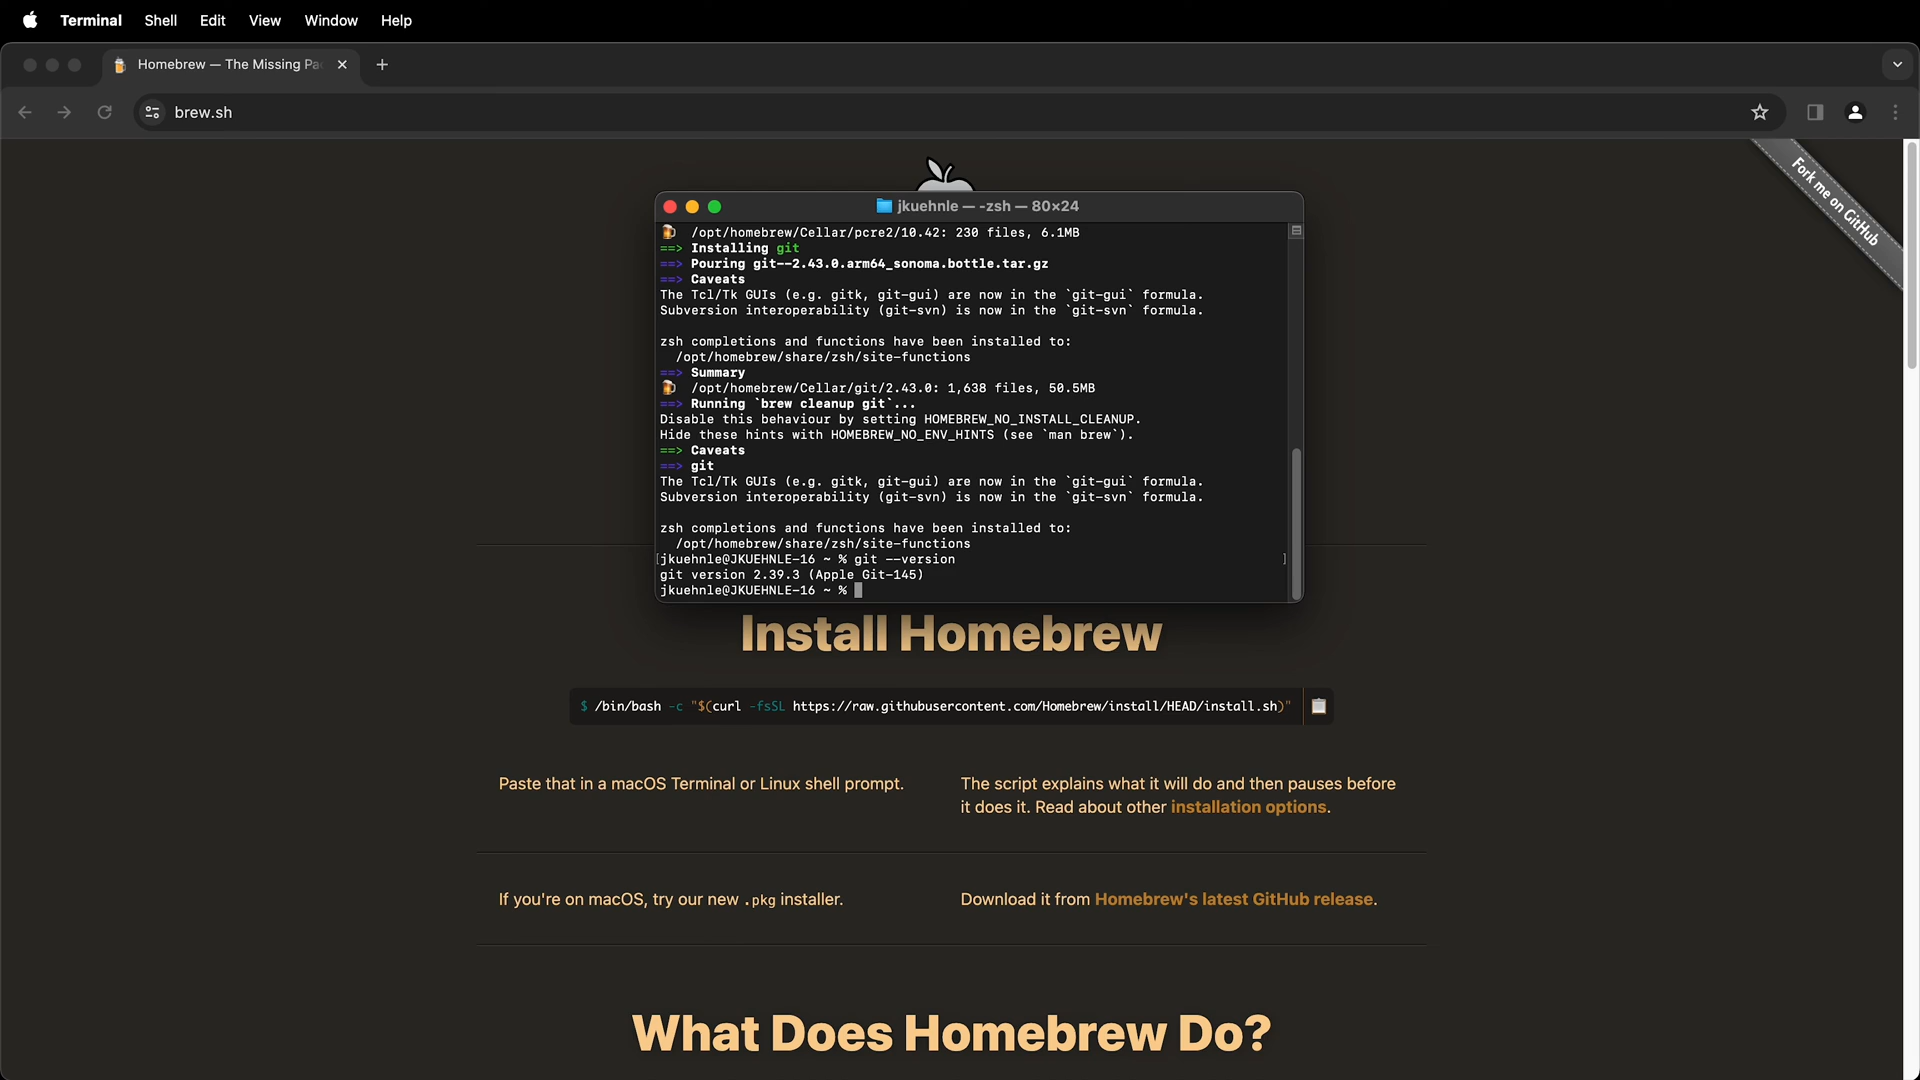 Terminal Shell Edit View Window Help
Homebrew — The Missing Pa
brew.sh
Fork me on GitHub
jkuehnle — -zsh — 80×24
/opt/homebrew/Cellar/pcre2/10.42: 230 files, 6.1MB
==> Installing git
==> Pouring git--2.43.0.arm64_sonoma.bottle.tar.gz
==> Caveats
The Tcl/Tk GUIs (e.g. gitk, git-gui) are now in the `git-gui` formula.
Subversion interoperability (git-svn) is now in the `git-svn` formula.
zsh completions and functions have been installed to:
/opt/homebrew/share/zsh/site-functions
==> Summary
/opt/homebrew/Cellar/git/2.43.0: 1,638 files, 50.5MB
==> Running `brew cleanup git`...
Disable this behaviour by setting HOMEBREW_NO_INSTALL_CLEANUP.
Hide these hints with HOMEBREW_NO_ENV_HINTS (see `man brew`).
==> Caveats
==> git
The Tcl/Tk GUIs (e.g. gitk, git-gui) are now in the `git-gui` formula.
Subversion interoperability (git-svn) is now in the `git-svn` formula.
zsh completions and functions have been installed to:
/opt/homebrew/share/zsh/site-functions
[jkuehnle@JKUEHNLE-16 ~ % git --version ]
git version 2.39.3 (Apple Git-145)
jkuehnle@JKUEHNLE-16 ~ %
Install Homebrew
$ /bin/bash -c "$(curl -fsSL https://raw.githubusercontent.com/Homebrew/install/HEAD/install.sh)"
Paste that in a macOS Terminal or Linux shell prompt.
The script explains what it will do and then pauses before
it does it. Read about other installation options.
If you're on macOS, try our new .pkg installer.
Download it from Homebrew's latest GitHub release.
What Does Homebrew Do?